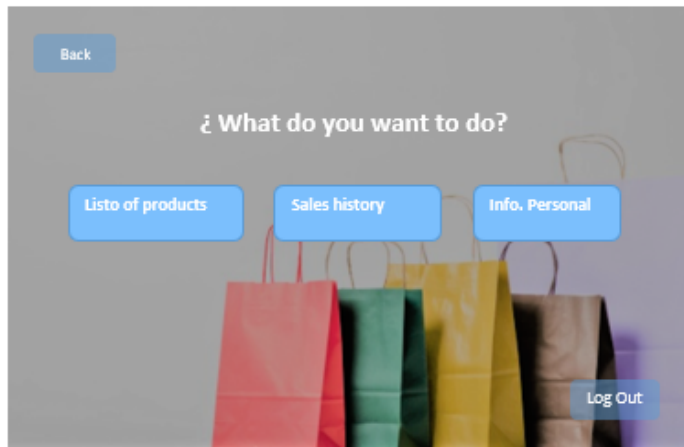 Back
¿ What do you want to do?
Listo of products
Sales history
Info. Personal
Log Out